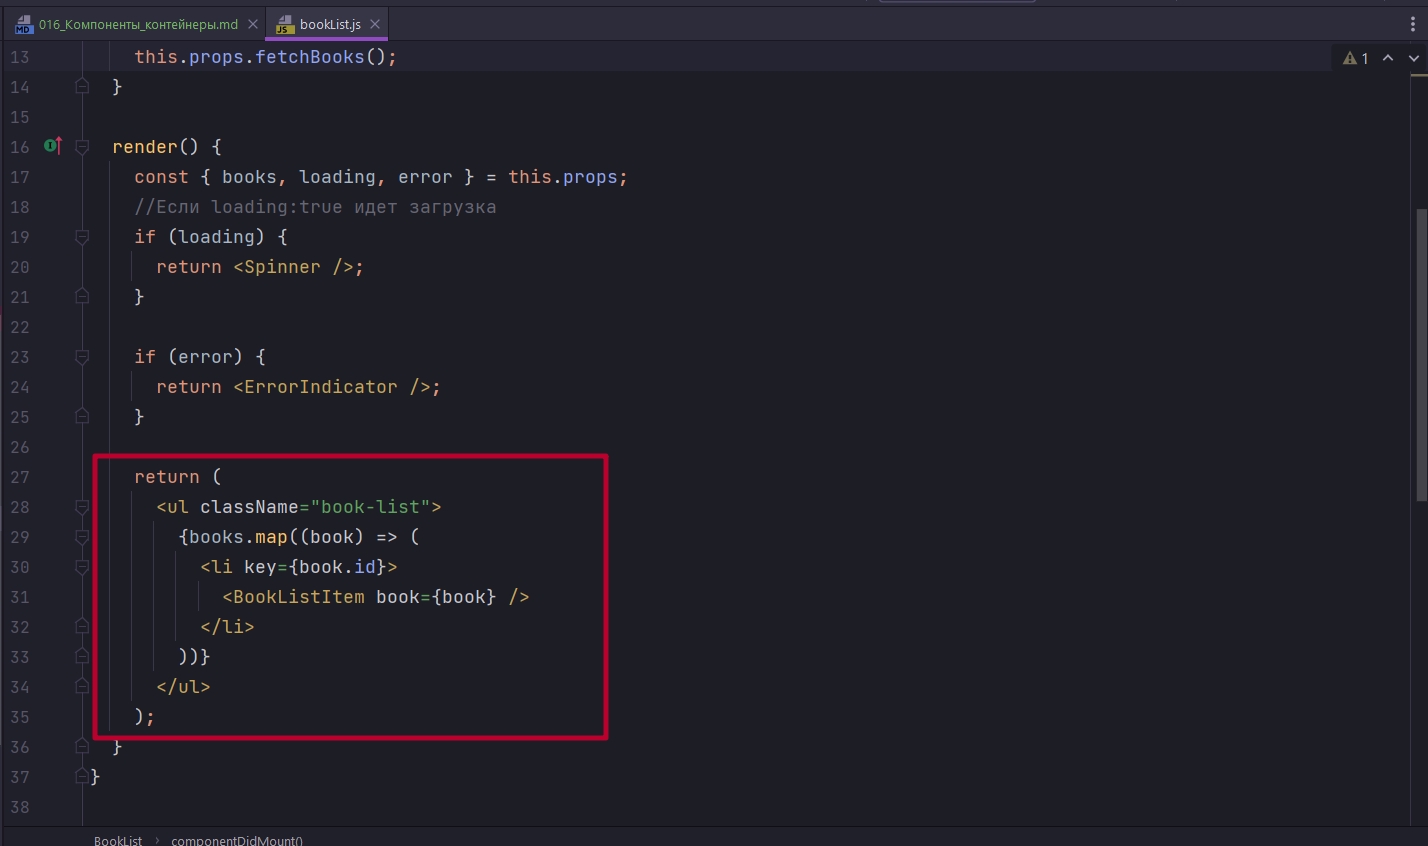 016_Компоненты_контейнеры.md bookList.js
1
13 this.props.fetchBooks();
14 }
15
16 render() {
17 const { books, loading, error } = this.props;
18 //Если loading:true идет загрузка
19 if (loading) {
20 return <Spinner />;
21 }
22
23 if (error) {
24 return <ErrorIndicator />;
25 }
26
27 return (
28 <ul className="book-list">
29 {books.map((book) => (
30 <li key={book.id}>
31 <BookListItem book={book} />
32 </li>
33 ))}
34 </ul>
35 );
36 }
37 }
38
BookList › componentDidMount()